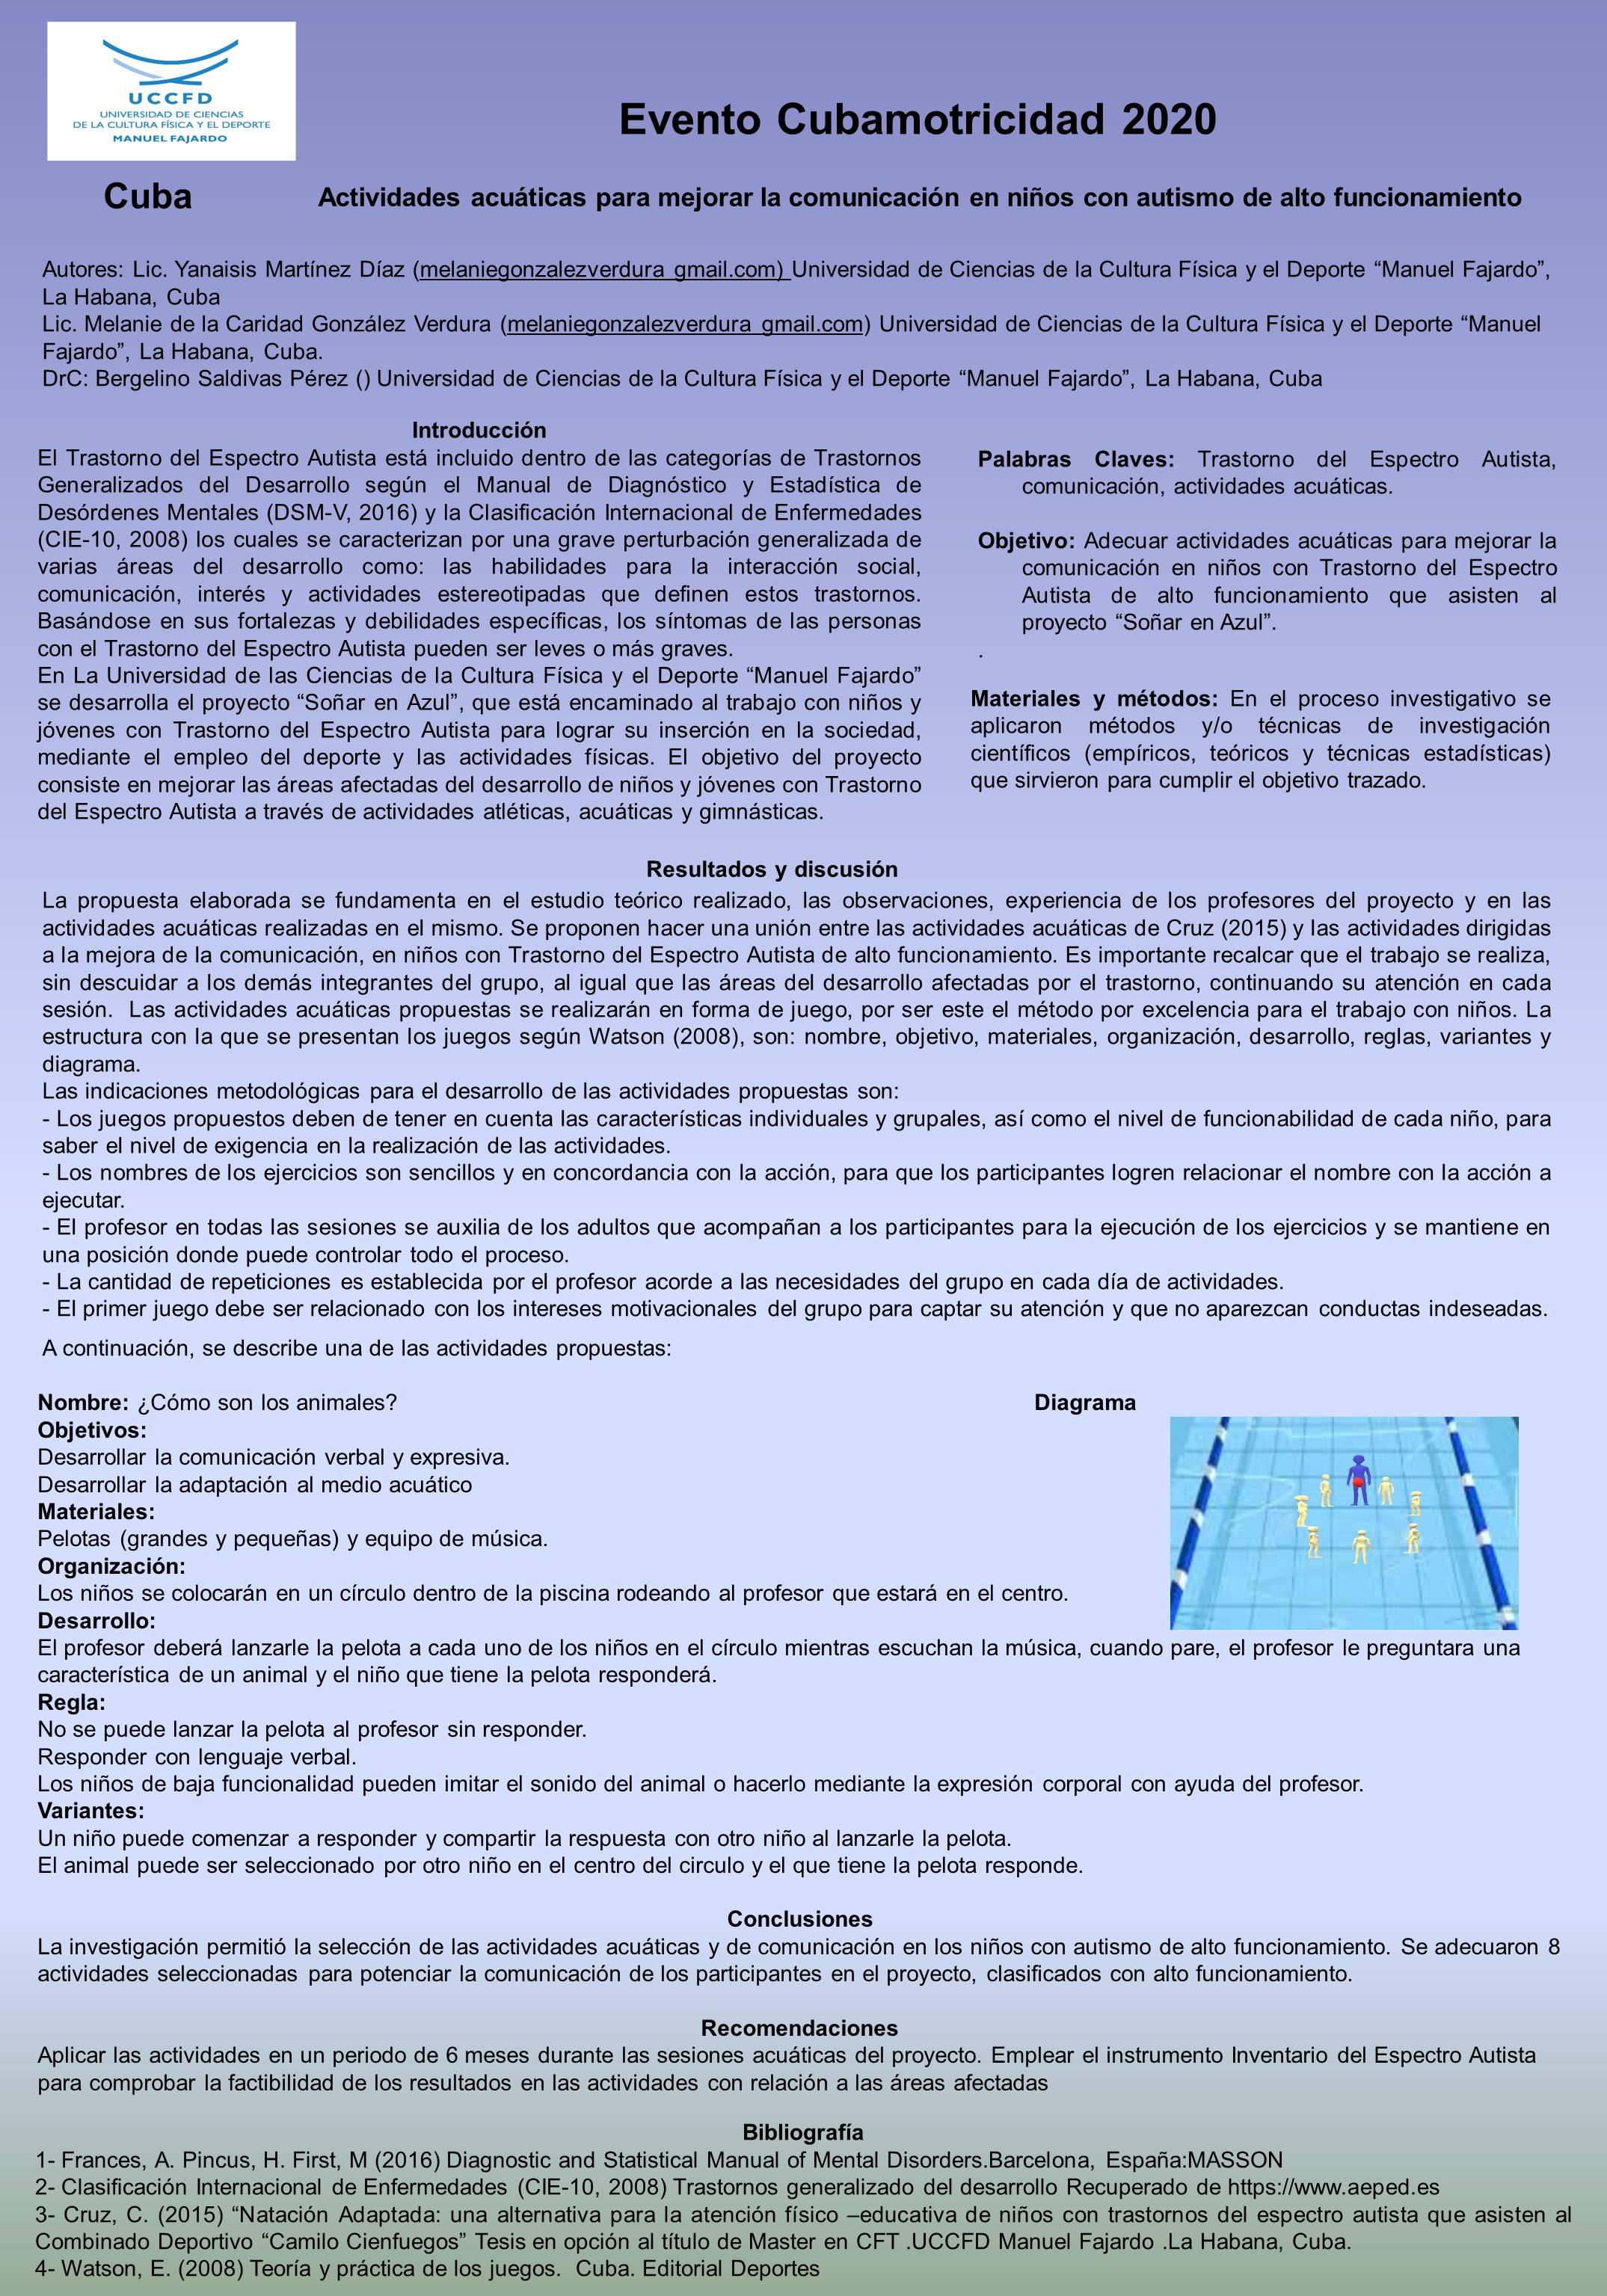 UCCFD
UNIVERSIDAD DE CIENCIAS
DE LA CULTURA FÍSICA Y EL DEPORTE
MANUEL FAJARDO
Evento Cubamotricidad 2020
Cuba
Actividades acuáticas para mejorar la comunicación en niños con autismo de alto funcionamiento
Autores: Lic. Yanaisis Martínez Díaz (melaniegonzalezverdura gmail.com) Universidad de Ciencias de la Cultura Física y el Deporte “Manuel Fajardo”,
La Habana, Cuba
Lic. Melanie de la Caridad González Verdura (melaniegonzalezverdura gmail.com) Universidad de Ciencias de la Cultura Física y el Deporte “Manuel
Fajardo”, La Habana, Cuba.
DrC: Bergelino Saldivas Pérez () Universidad de Ciencias de la Cultura Física y el Deporte “Manuel Fajardo”, La Habana, Cuba
Introducción
El Trastorno del Espectro Autista está incluido dentro de las categorías de Trastornos
Generalizados del Desarrollo según el Manual de Diagnóstico y Estadística de
Desórdenes Mentales (DSM-V, 2016) y la Clasificación Internacional de Enfermedades
(CIE-10, 2008) los cuales se caracterizan por una grave perturbación generalizada de
varias áreas del desarrollo como: las habilidades para la interacción social,
comunicación, interés y actividades estereotipadas que definen estos trastornos.
Basándose en sus fortalezas y debilidades específicas, los síntomas de las personas
con el Trastorno del Espectro Autista pueden ser leves o más graves.
En La Universidad de las Ciencias de la Cultura Física y el Deporte “Manuel Fajardo”
se desarrolla el proyecto “Soñar en Azul”, que está encaminado al trabajo con niños y
jóvenes con Trastorno del Espectro Autista para lograr su inserción en la sociedad,
mediante el empleo del deporte y las actividades físicas. El objetivo del proyecto
consiste en mejorar las áreas afectadas del desarrollo de niños y jóvenes con Trastorno
del Espectro Autista a través de actividades atléticas, acuáticas y gimnásticas.
Palabras Claves: Trastorno del Espectro Autista,
comunicación, actividades acuáticas.
Objetivo: Adecuar actividades acuáticas para mejorar la
comunicación en niños con Trastorno del Espectro
Autista de alto funcionamiento que asisten al
proyecto “Soñar en Azul”.
.
Materiales y métodos: En el proceso investigativo se
aplicaron métodos y/o técnicas de investigación
científicos (empíricos, teóricos y técnicas estadísticas)
que sirvieron para cumplir el objetivo trazado.
Resultados y discusión
La propuesta elaborada se fundamenta en el estudio teórico realizado, las observaciones, experiencia de los profesores del proyecto y en las
actividades acuáticas realizadas en el mismo. Se proponen hacer una unión entre las actividades acuáticas de Cruz (2015) y las actividades dirigidas
a la mejora de la comunicación, en niños con Trastorno del Espectro Autista de alto funcionamiento. Es importante recalcar que el trabajo se realiza,
sin descuidar a los demás integrantes del grupo, al igual que las áreas del desarrollo afectadas por el trastorno, continuando su atención en cada
sesión. Las actividades acuáticas propuestas se realizarán en forma de juego, por ser este el método por excelencia para el trabajo con niños. La
estructura con la que se presentan los juegos según Watson (2008), son: nombre, objetivo, materiales, organización, desarrollo, reglas, variantes y
diagrama.
Las indicaciones metodológicas para el desarrollo de las actividades propuestas son:
- Los juegos propuestos deben de tener en cuenta las características individuales y grupales, así como el nivel de funcionabilidad de cada niño, para
saber el nivel de exigencia en la realización de las actividades.
- Los nombres de los ejercicios son sencillos y en concordancia con la acción, para que los participantes logren relacionar el nombre con la acción a
ejecutar.
- El profesor en todas las sesiones se auxilia de los adultos que acompañan a los participantes para la ejecución de los ejercicios y se mantiene en
una posición donde puede controlar todo el proceso.
- La cantidad de repeticiones es establecida por el profesor acorde a las necesidades del grupo en cada día de actividades.
- El primer juego debe ser relacionado con los intereses motivacionales del grupo para captar su atención y que no aparezcan conductas indeseadas.
A continuación, se describe una de las actividades propuestas:
Nombre: ¿Cómo son los animales?
Diagrama
Objetivos:
Desarrollar la comunicación verbal y expresiva.
Desarrollar la adaptación al medio acuático
Materiales:
Pelotas (grandes y pequeñas) y equipo de música.
Organización:
Los niños se colocarán en un círculo dentro de la piscina rodeando al profesor que estará en el centro.
Desarrollo:
El profesor deberá lanzarle la pelota a cada uno de los niños en el círculo mientras escuchan la música, cuando pare, el profesor le preguntara una
característica de un animal y el niño que tiene la pelota responderá.
Regla:
No se puede lanzar la pelota al profesor sin responder.
Responder con lenguaje verbal.
Los niños de baja funcionalidad pueden imitar el sonido del animal o hacerlo mediante la expresión corporal con ayuda del profesor.
Variantes:
Un niño puede comenzar a responder y compartir la respuesta con otro niño al lanzarle la pelota.
El animal puede ser seleccionado por otro niño en el centro del circulo y el que tiene la pelota responde.
Conclusiones
La investigación permitió la selección de las actividades acuáticas y de comunicación en los niños con autismo de alto funcionamiento. Se adecuaron 8
actividades seleccionadas para potenciar la comunicación de los participantes en el proyecto, clasificados con alto funcionamiento.
Recomendaciones
Aplicar las actividades en un periodo de 6 meses durante las sesiones acuáticas del proyecto. Emplear el instrumento Inventario del Espectro Autista
para comprobar la factibilidad de los resultados en las actividades con relación a las áreas afectadas
Bibliografía
1- Frances, A. Pincus, H. First, M (2016) Diagnostic and Statistical Manual of Mental Disorders.Barcelona, España:MASSON
2- Clasificación Internacional de Enfermedades (CIE-10, 2008) Trastornos generalizado del desarrollo Recuperado de https://www.aeped.es
3- Cruz, C. (2015) “Natación Adaptada: una alternativa para la atención físico –educativa de niños con trastornos del espectro autista que asisten al
Combinado Deportivo “Camilo Cienfuegos” Tesis en opción al título de Master en CFT .UCCFD Manuel Fajardo .La Habana, Cuba.
4- Watson, E. (2008) Teoría y práctica de los juegos. Cuba. Editorial Deportes